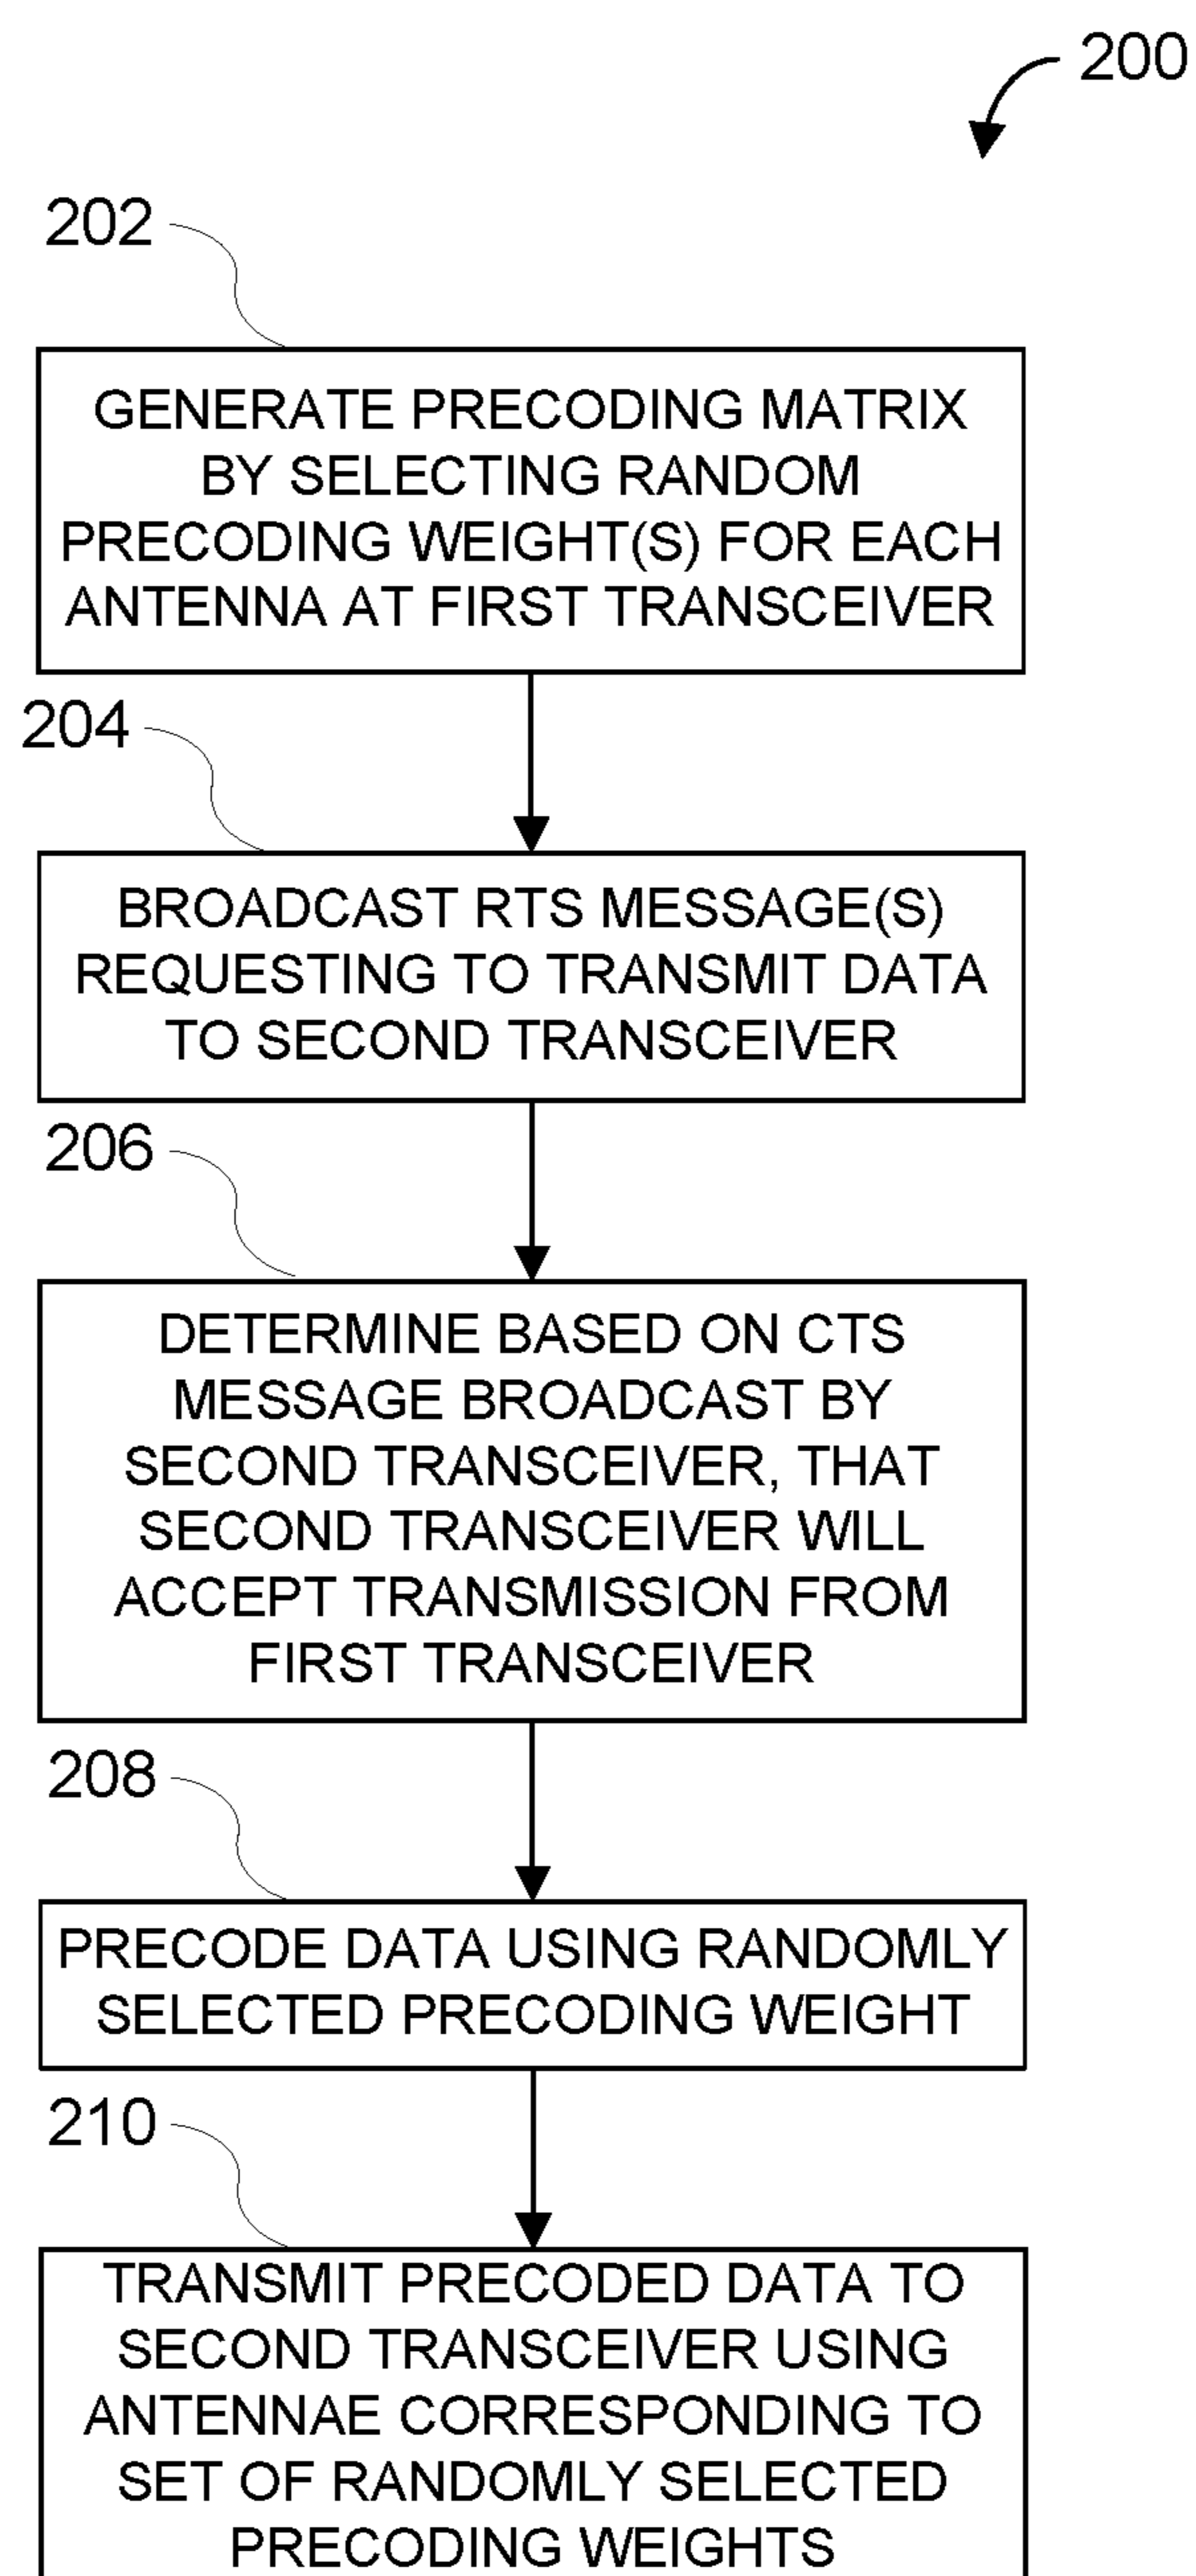 200
202
GENERATE PRECODING MATRIX
BY SELECTING RANDOM
PRECODING WEIGHT(S) FOR EACH
ANTENNA AT FIRST TRANSCEIVER
204
BROADCAST RTS MESSAGE(S)
REQUESTING TO TRANSMIT DATA
TO SECOND TRANSCEIVER
206
DETERMINE BASED ON CTS
MESSAGE BROADCAST BY
SECOND TRANSCEIVER, THAT
SECOND TRANSCEIVER WILL
ACCEPT TRANSMISSION FROM
FIRST TRANSCEIVER
208
PRECODE DATA USING RANDOMLY
SELECTED PRECODING WEIGHT
210
TRANSMIT PRECODED DATA TO
SECOND TRANSCEIVER USING
ANTENNAE CORRESPONDING TO
SET OF RANDOMLY SELECTED
PRECODING WEIGHTS